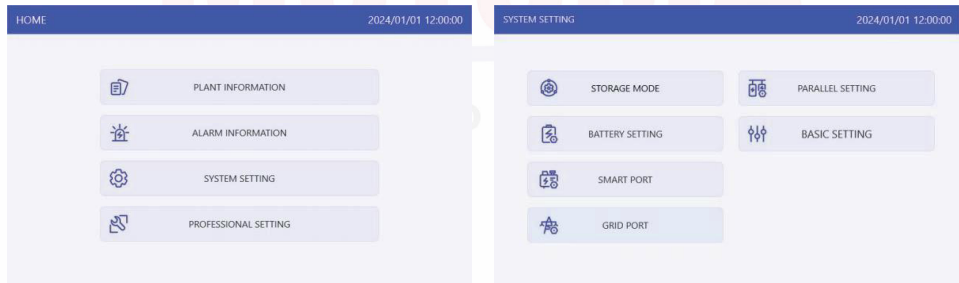 HOME 2024/01/01 12:00:00
PLANT INFORMATION
ALARM INFORMATION
SYSTEM SETTING
PROFESSIONAL SETTING
SYSTEM SETTING 2024/01/01 12:00:00
STORAGE MODE PARALLEL SETTING
BATTERY SETTING BASIC SETTING
SMART PORT
GRID PORT